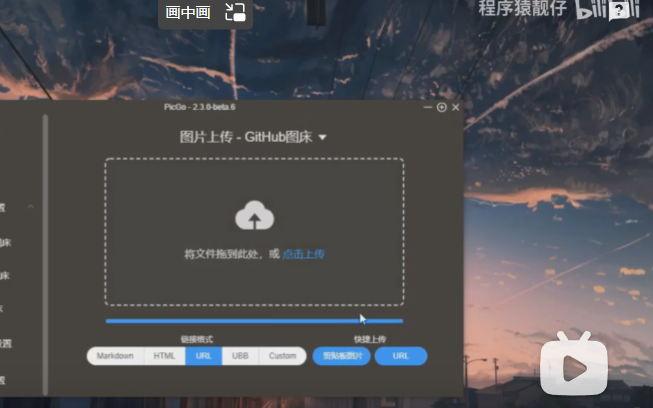 画中画
程序猿靓仔 bilibili
PicGo - 2.3.0-beta.6
图片上传 - GitHub图床
将文件拖到此处，或 点击上传
链接格式 快捷上传
Markdown HTML URL UBB Custom 剪贴板图片 URL
置
图床
床
末
设置
置